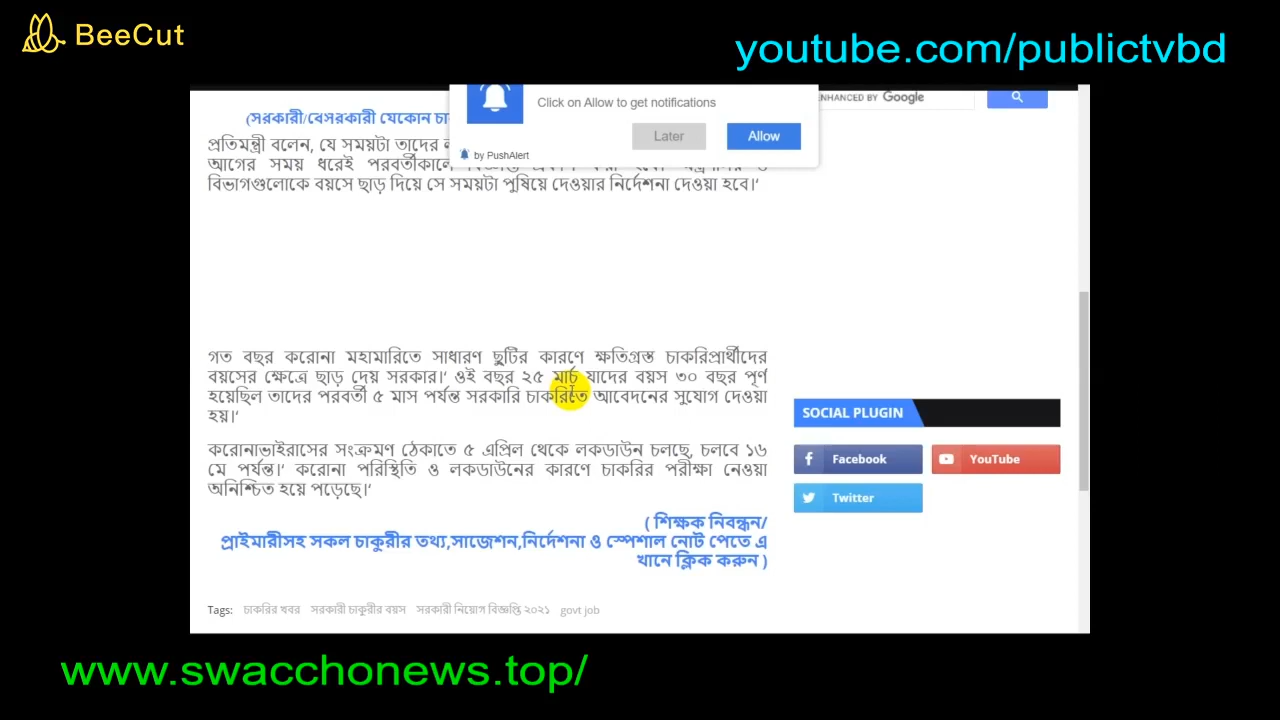 BeeCut
youtube.com/publictvbd
Click on Allow to get notifications
Later
Allow
by PushAlert
ENHANCED BY Google
(সরকারী/বেসরকারী যেকোন
প্রতিমন্ত্রী বলেন, যে সময়টা তাদের
আগের সময় ধরেই পরবর্তীকালে
বিভাগগুলোকে বয়সে ছাড় দিয়ে সে সময়টা পুষিয়ে দেওয়ার নির্দেশনা দেওয়া হবে।‘
গত বছর করোনা মহামারিতে সাধারণ ছুটির কারণে ক্ষতিগ্রস্ত চাকরিপ্রার্থীদের
বয়সের ক্ষেত্রে ছাড় দেয় সরকার।‘ ওই বছর ২৫ মার্চ যাদের বয়স ৩০ বছর পূর্ণ
হয়েছিল তাদের পরবর্তী ৫ মাস পর্যন্ত সরকারি চাকরিতে আবেদনের সুযোগ দেওয়া
হয়।‘
করোনাভাইরাসের সংক্রমণ ঠেকাতে ৫ এপ্রিল থেকে লকডাউন চলছে, চলবে ১৬
মে পর্যন্ত।‘ করোনা পরিস্থিতি ও লকডাউনের কারণে চাকরির পরীক্ষা নেওয়া
অনিশ্চিত হয়ে পড়েছে।‘
( শিক্ষক নিবন্ধন/
প্রাইমারীসহ সকল চাকুরীর তথ্য,সাজেশন,নির্দেশনা ও স্পেশাল নোট পেতে এ
খানে ক্লিক করুন )
Tags: চাকরির খবর সরকারী চাকুরীর বয়স সরকারী নিয়োগ বিজ্ঞপ্তি ২০২১ govt job
SOCIAL PLUGIN
Facebook
YouTube
Twitter
www.swacchonews.top/